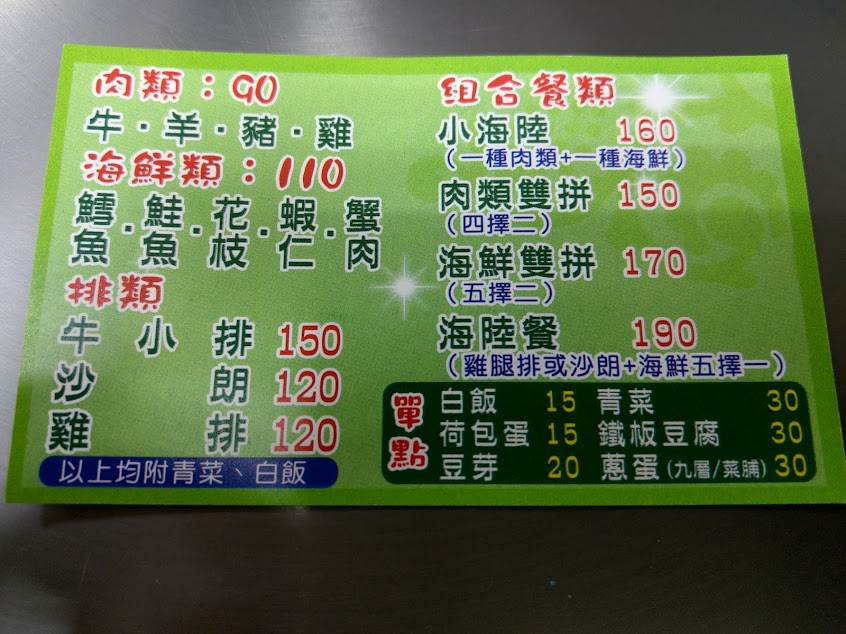 肉類：90
牛·羊·豬·雞
海鮮類：110
鱈魚·鮭魚·花枝·蝦仁·蟹肉
排類
牛小排 150
沙朗 120
雞排 120
以上均附青菜、白飯
組合餐類
小海陸 160
(一種肉類+一種海鮮)
肉類雙拼 150
(四擇二)
海鮮雙拼 170
(五擇二)
海陸餐 190
(雞腿排或沙朗+海鮮五擇一)
單點
白飯 15 青菜 30
荷包蛋 15 鐵板豆腐 30
豆芽 20 蔥蛋(九層/菜脯) 30